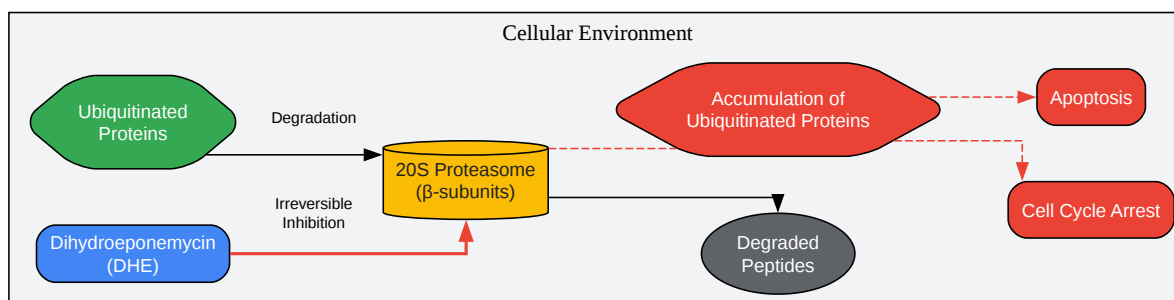 Cellular Environment
Ubiquitinated
Proteins
Degradation
Accumulation of
Ubiquitinated Proteins
Apoptosis
20S Proteasome
(β-subunits)
Irreversible
Inhibition
Cell Cycle Arrest
Dihydroeponemycin
(DHE)
Degraded
Peptides